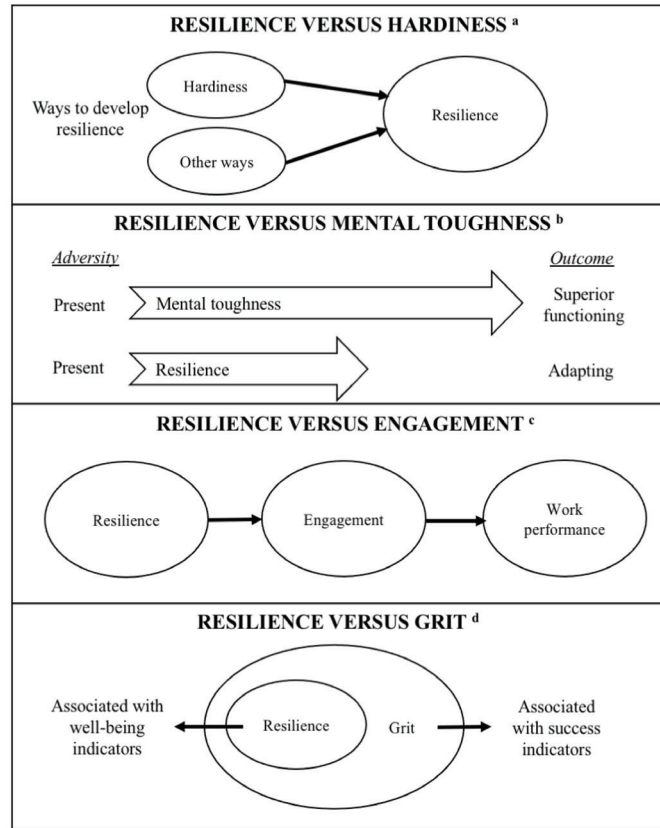 RESILIENCE VERSUS HARDINESS ᵃ
Ways to develop
resilience
Hardiness
Other ways
Resilience
RESILIENCE VERSUS MENTAL TOUGHNESS ᵇ
Adversity
Outcome
Present
Mental toughness
Superior
functioning
Present
Resilience
Adapting
RESILIENCE VERSUS ENGAGEMENT ᶜ
Resilience
Engagement
Work
performance
RESILIENCE VERSUS GRIT ᵈ
Associated with
well-being
indicators
Resilience
Grit
Associated
with success
indicators